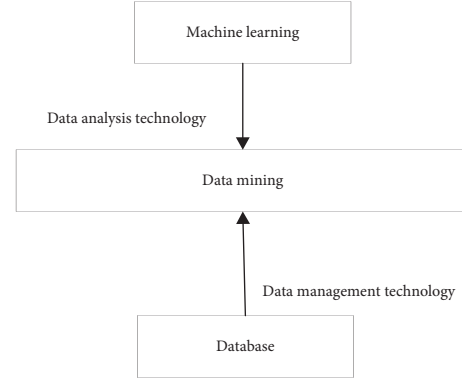 Machine learning
Data analysis technology
Data mining
Data management technology
Database